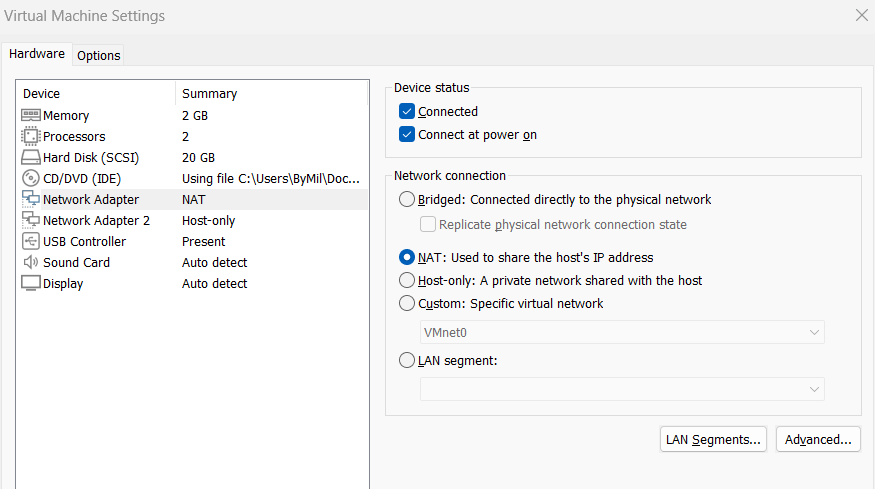 Virtual Machine Settings
Hardware
Options
Device Summary
Memory 2 GB
Processors 2
Hard Disk (SCSI) 20 GB
CD/DVD (IDE) Using file C:\Users\ByMil\Doc...
Network Adapter NAT
Network Adapter 2 Host-only
USB Controller Present
Sound Card Auto detect
Display Auto detect
Device status
Connected
Connect at power on
Network connection
Bridged: Connected directly to the physical network
Replicate physical network connection state
NAT: Used to share the host's IP address
Host-only: A private network shared with the host
Custom: Specific virtual network
VMnet0
LAN segment:
LAN Segments...
Advanced...